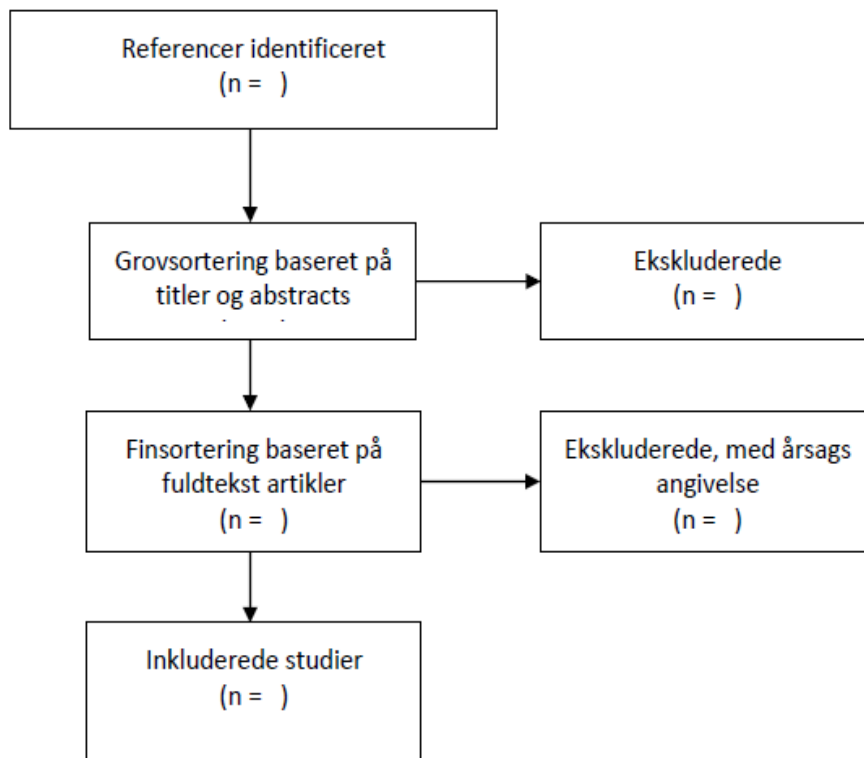 Referencer identificeret
(n =   )
Grovsortering baseret på
titler og abstracts
Ekskluderede
(n =   )
Finsortering baseret på
fuldtekst artikler
(n =   )
Ekskluderede, med årsags
angivelse
(n =   )
Inkluderede studier
(n =   )